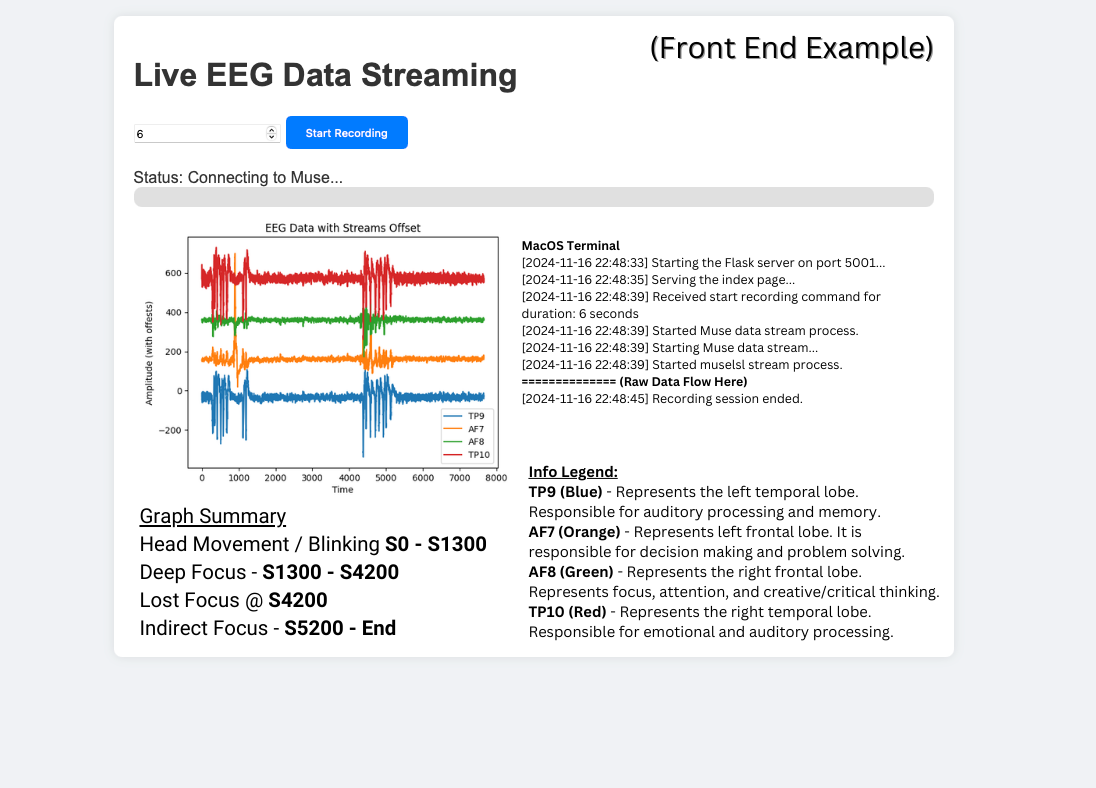 (Front End Example)
Live EEG Data Streaming
6
Start Recording
Status: Connecting to Muse...
EEG Data with Streams Offset
Amplitude (with offests)
600
400
200
0
−200
0 1000 2000 3000 4000 5000 6000 7000 8000
Time
TP9
AF7
AF8
TP10
MacOS Terminal
[2024-11-16 22:48:33] Starting the Flask server on port 5001...
[2024-11-16 22:48:35] Serving the index page...
[2024-11-16 22:48:39] Received start recording command for
duration: 6 seconds
[2024-11-16 22:48:39] Started Muse data stream process.
[2024-11-16 22:48:39] Starting Muse data stream...
[2024-11-16 22:48:39] Started muselsl stream process.
============== (Raw Data Flow Here)
[2024-11-16 22:48:45] Recording session ended.
Graph Summary
Head Movement / Blinking S0 - S1300
Deep Focus - S1300 - S4200
Lost Focus @ S4200
Indirect Focus - S5200 - End
Info Legend:
TP9 (Blue) - Represents the left temporal lobe.
Responsible for auditory processing and memory.
AF7 (Orange) - Represents left frontal lobe. It is
responsible for decision making and problem solving.
AF8 (Green) - Represents the right frontal lobe.
Represents focus, attention, and creative/critical thinking.
TP10 (Red) - Represents the right temporal lobe.
Responsible for emotional and auditory processing.